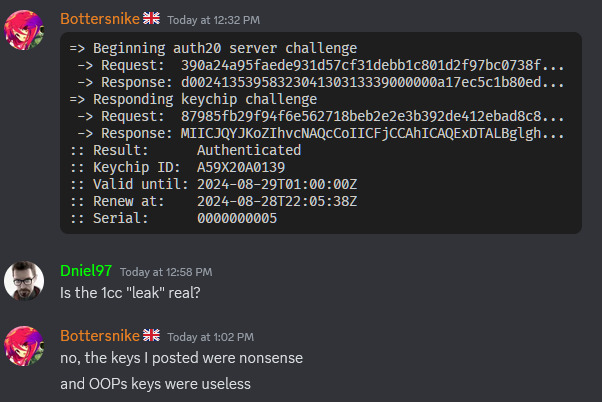 Bottersnike🇬🇧 Today at 12:32 PM
=> Beginning auth20 server challenge
-> Request:  390a24a95faede931d57cf31debb1c801d2f97bc0738f...
-> Response: d00241353958323041303133390000000a17ec5c1b80ed...
=> Responding keychip challenge
-> Request:  87985fb29f94f6e562718beb2e2e3b392de412ebad8c8...
-> Response: MIICJQYJKoZIhvcNAQcCoIICFjCCAhICAQExDTALBglgh...
:: Result:      Authenticated
:: Keychip ID:  A59X20A0139
:: Valid until: 2024-08-29T01:00:00Z
:: Renew at:    2024-08-28T22:05:38Z
:: Serial:      0000000005
Dniel97 Today at 12:58 PM
Is the 1cc "leak" real?
Bottersnike🇬🇧 Today at 1:02 PM
no, the keys I posted were nonsense
and OOPs keys were useless